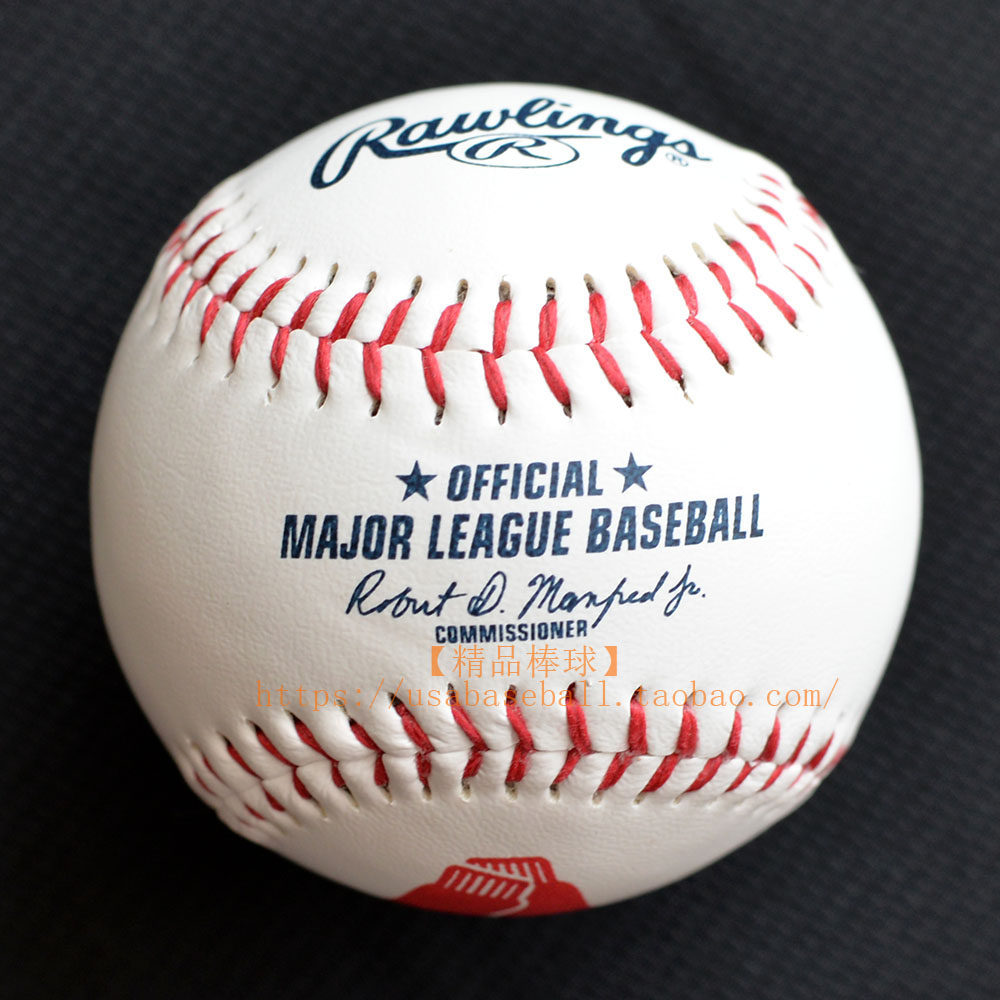 Rawlings®
R
★ OFFICIAL ★
MAJOR LEAGUE BASEBALL
Robert D. Manfred Jr.
COMMISSIONER
【精品棒球】
https://usabaseball.taobao.com/